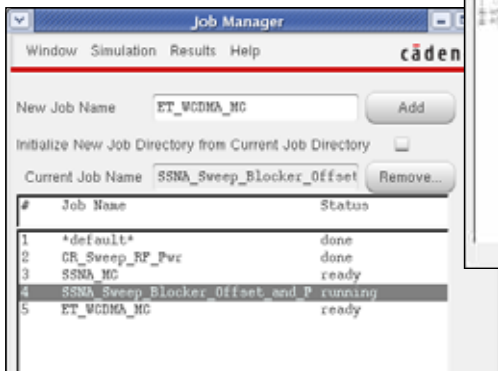 Job Manager
Window Simulation Results Help
cāden
New Job Name ET_WCDMA_MC Add
Initialize New Job Directory from Current Job Directory
Current Job Name SSNA_Sweep_Blocker_Offset Remove...
# Job Name Status
1 *default* done
2 CR_Sweep_RF_Pwr done
3 SSNA_MC ready
4 SSNA_Sweep_Blocker_Offset_and_P running
5 ET_WCDMA_MC ready